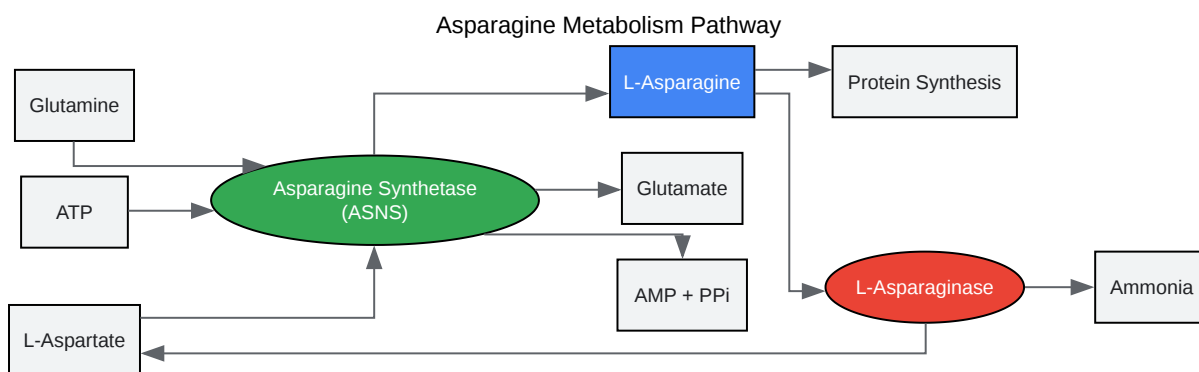 Asparagine Metabolism Pathway
L-Asparagine
Protein Synthesis
Glutamine
Asparagine Synthetase
(ASNS)
Glutamate
ATP
AMP + PPi
L-Asparaginase
Ammonia
L-Aspartate